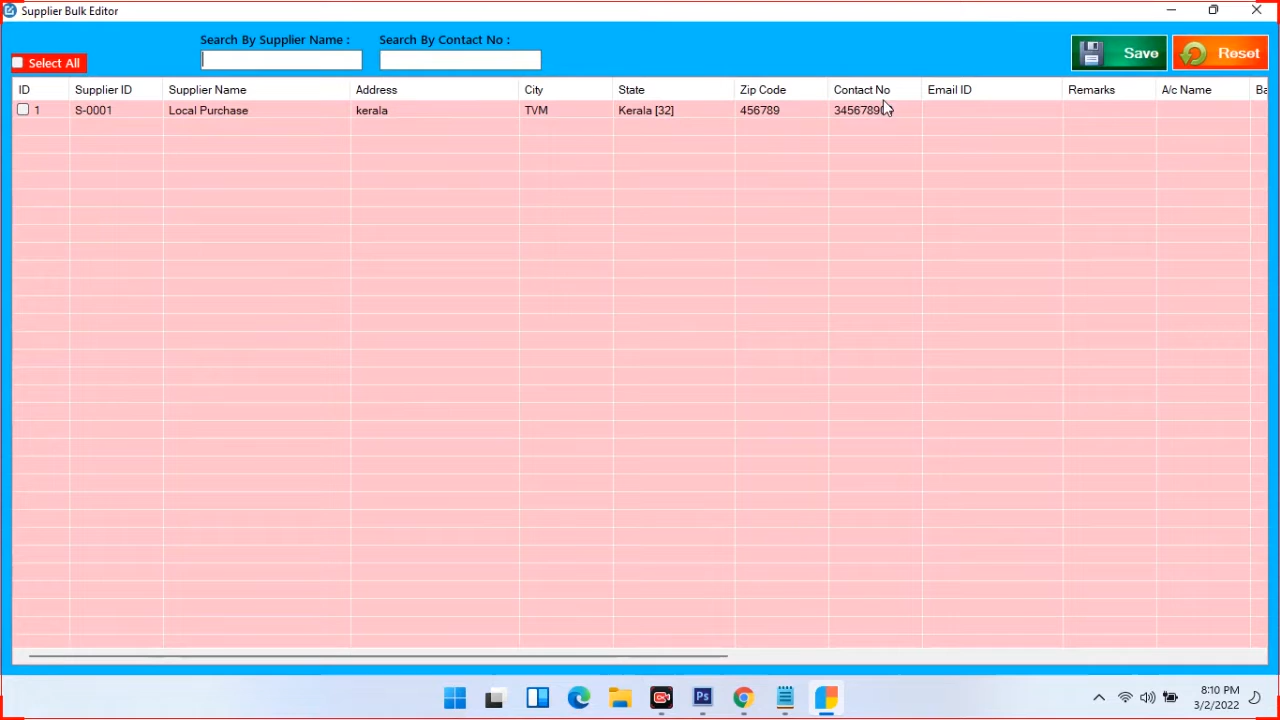 Supplier Bulk Editor
Search By Supplier Name : Search By Contact No :
Select All
Save Reset
ID Supplier ID Supplier Name Address City State Zip Code Contact No Email ID Remarks A/c Name Ba
1 S-0001 Local Purchase kerala TVM Kerala [32] 456789
Ps
8:10 PM
3/2/2022